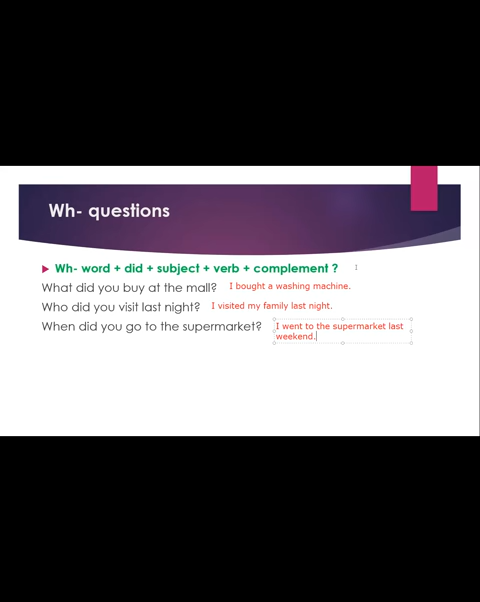 Wh- questions
Wh- word + did + subject + verb + complement ?
What did you buy at the mall? I bought a washing machine.
Who did you visit last night? I visited my family last night.
When did you go to the supermarket? I went to the supermarket last
weekend.